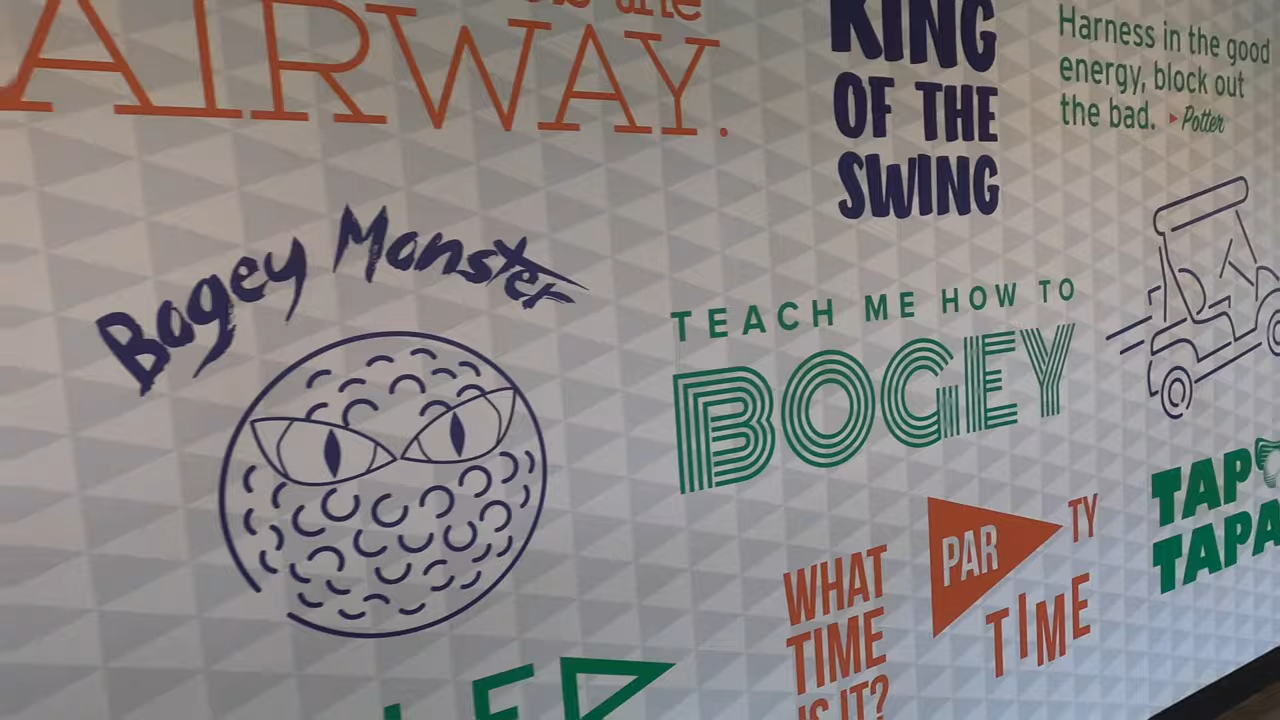 the
AIRWAY.
KING
OF THE
SWING
Harness in the good
energy, block out
the bad. Potter
Bogey Monster
TEACH ME HOW TO
BOGEY
TAP
TAPA
PAR TY
TIME
WHAT
TIME
IS IT?